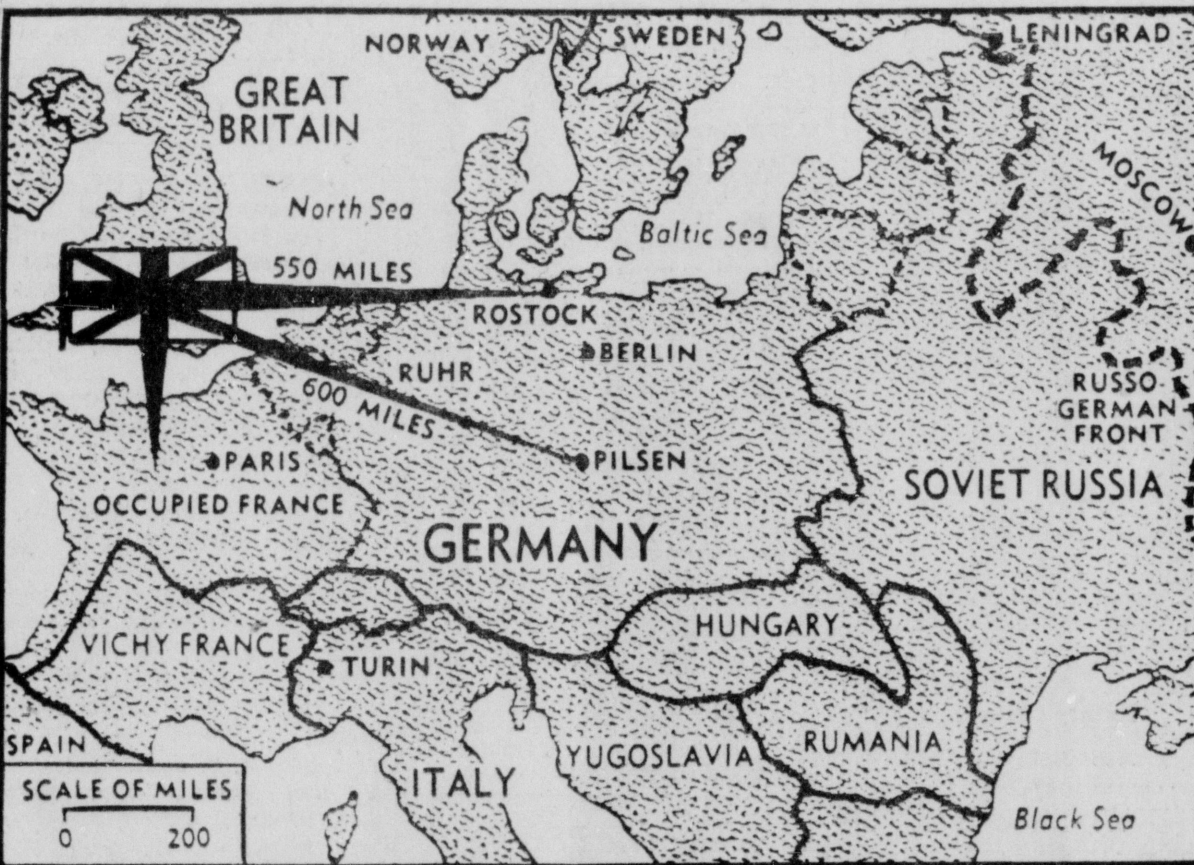 NORWAY
SWEDEN
LENINGRAD
GREAT
BRITAIN
MOSCOW
North Sea
Baltic Sea
550 MILES
ROSTOCK
BERLIN
RUHR
600 MILES
RUSSO-
GERMAN
FRONT
PARIS
PILSEN
OCCUPIED FRANCE
SOVIET RUSSIA
GERMANY
HUNGARY
VICHY FRANCE
TURIN
SPAIN
YUGOSLAVIA
RUMANIA
ITALY
SCALE OF MILES
0 200
Black Sea